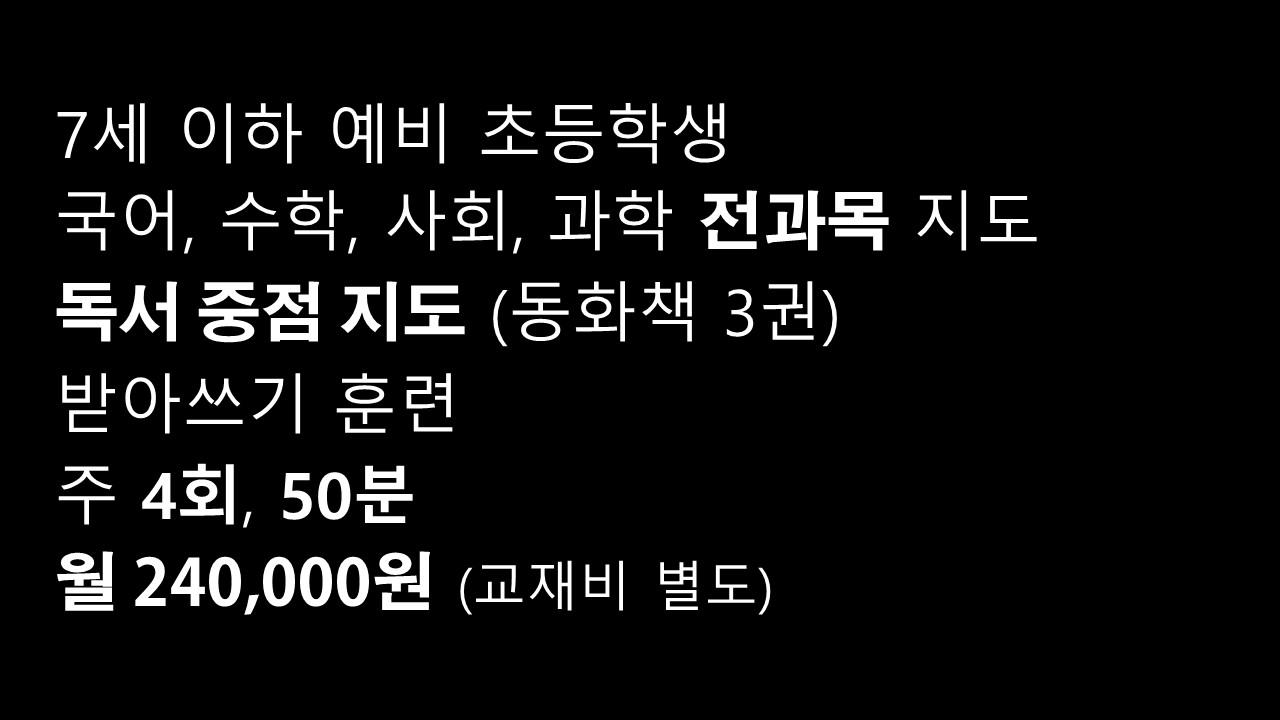 7세 이하 예비 초등학생
국어, 수학, 사회, 과학 전과목 지도
독서 중점 지도 (동화책 3권)
받아쓰기 훈련
주 4회, 50분
월 240,000원 (교재비 별도)